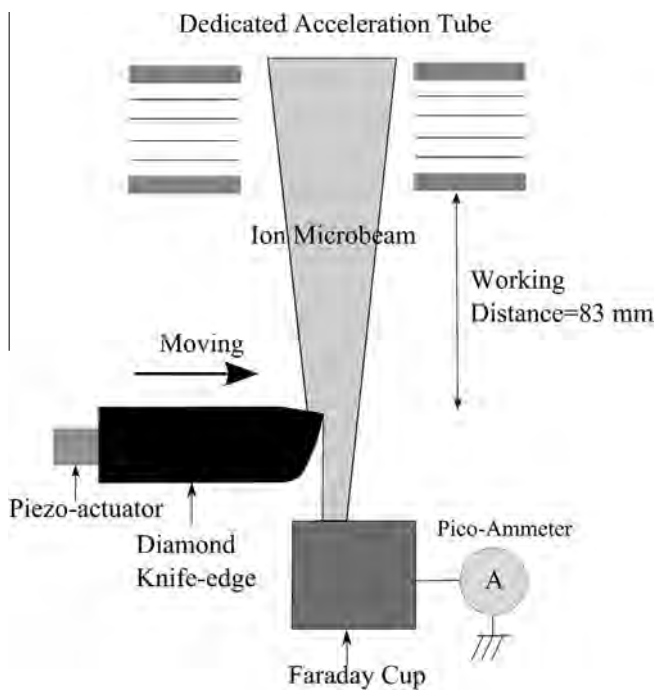 Dedicated Acceleration Tube
Ion Microbeam
Working
Distance=83 mm
Moving
Piezo-actuator
Diamond
Knife-edge
Pico-Ammeter
A
Faraday Cup